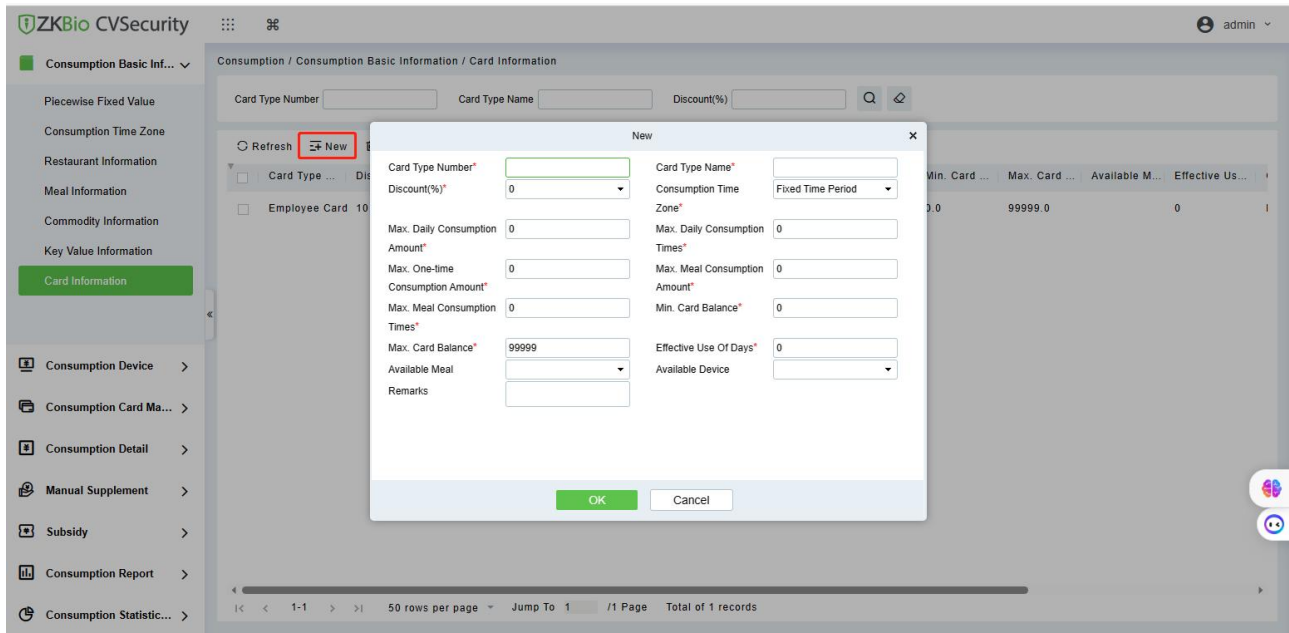 ZKBio CVSecurity
admin
Consumption Basic Inf...
Consumption / Consumption Basic Information / Card Information
Piecewise Fixed Value
Consumption Time Zone
Restaurant Information
Meal Information
Commodity Information
Key Value Information
Card Information
Consumption Device
Consumption Card Ma...
Consumption Detail
Manual Supplement
Subsidy
Consumption Report
Consumption Statistic...
Card Type Number Card Type Name Discount(%)
Refresh New
Card Type ... Dis Min. Card ... Max. Card ... Available M... Effective Us...
Employee Card 10 0.0 99999.0 0
New
Card Type Number* Card Type Name*
Discount(%)* 0 Consumption Time Fixed Time Period
Zone*
Max. Daily Consumption 0 Max. Daily Consumption 0
Amount* Times*
Max. One-time 0 Max. Meal Consumption 0
Consumption Amount* Amount*
Max. Meal Consumption 0 Min. Card Balance* 0
Times*
Max. Card Balance* 99999 Effective Use Of Days* 0
Available Meal Available Device
Remarks
OK Cancel
1-1 50 rows per page Jump To 1 /1 Page Total of 1 records